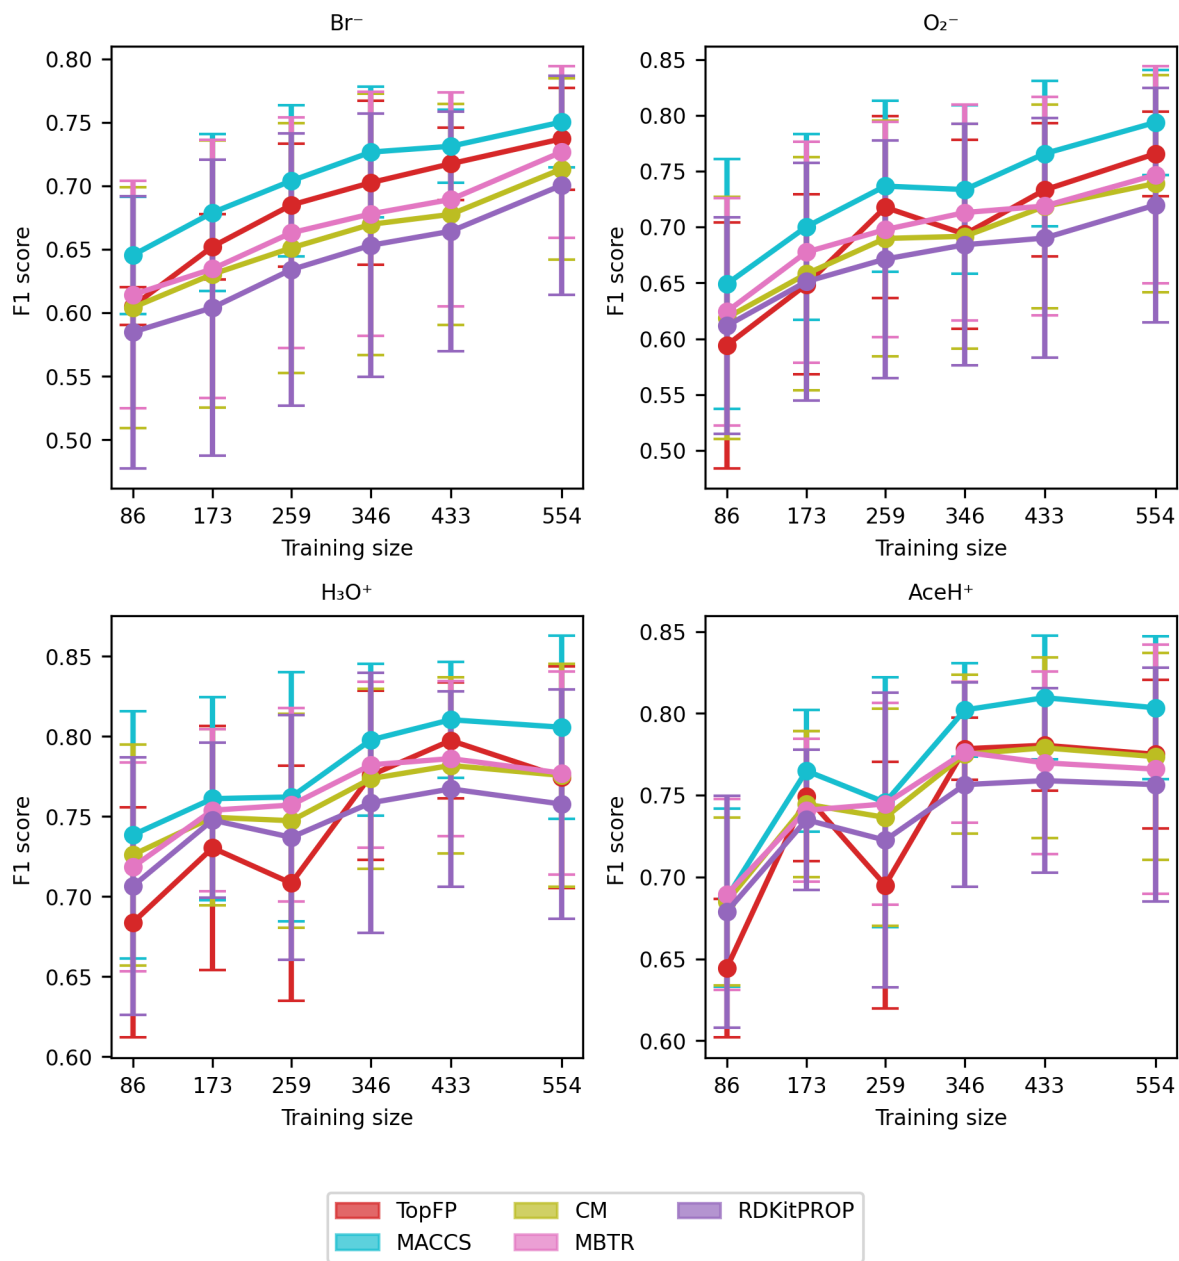 Br⁻
O₂⁻
0.80
0.75
0.70
0.65
0.60
0.55
0.50
F1 score
86 173 259 346 433 554
Training size
0.85
0.80
0.75
0.70
0.65
0.60
0.55
0.50
F1 score
86 173 259 346 433 554
Training size
H₃O⁺
AceH⁺
0.85
0.80
0.75
0.70
0.65
0.60
F1 score
86 173 259 346 433 554
Training size
0.85
0.80
0.75
0.70
0.65
0.60
F1 score
86 173 259 346 433 554
Training size
TopFP CM RDKitPROP
MACCS MBTR